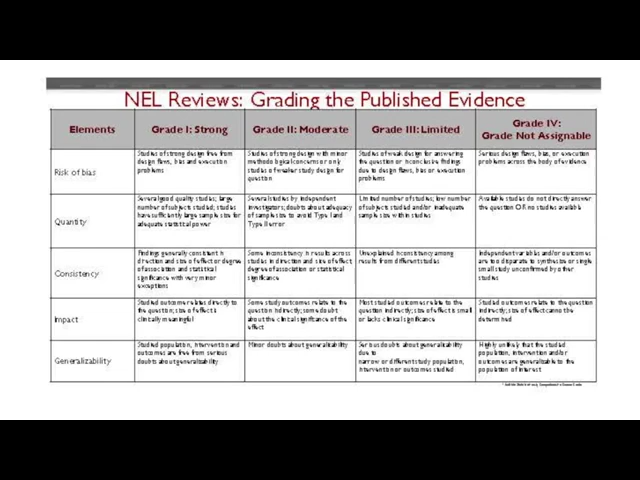 NEL Reviews: Grading the Published Evidence
Elements
Grade I: Strong
Grade II: Moderate
Grade III: Limited
Grade IV:
Grade Not Assignable
Risk of bias
Studies of strong design free from
design flaws, bias and execution
problems
Studies of strong design with minor
methodological concerns or only
studies of weaker study design for
question
Studies of weak design for answering
the question or inconclusive findings
due to design flaws, bias or execution
problems
Serious design flaws, bias, or execution
problems across the body of evidence
Quantity
Several good quality studies; large
number of subjects studied; studies
have sufficiently large sample size for
adequate statistical power
Several studies by independent
investigators; doubts about adequacy
of sample size to avoid Type I and
Type II error
Limited number of studies; low number
of subjects studied and/or inadequate
sample size within studies
Available studies do not directly answer
the question OR no studies available
Consistency
Findings generally consistent in
direction and size of effect or degree
of association and statistical
significance with very minor
exceptions
Some inconsistency in results across
studies in direction and size of effect,
degree of association or statistical
significance
Unexplained inconsistency among
results from different studies
Independent variables and/or outcomes
are too disparate to synthesize or single
small study unconfirmed by other
studies
Impact
Studied outcome relates directly to
the question; size of effect is
clinically meaningful
Some study outcomes relate to the
question indirectly; some doubt
about the clinical significance of the
effect
Most studied outcomes relate to the
question indirectly; size of effect is small
or lacks clinical significance
Studied outcomes relate to the question
indirectly; size of effect cannot be
determined
Generalizability
Studied population, intervention and
outcomes are free from serious
doubts about generalizability
Minor doubts about generalizability
Serious doubts about generalizability
due to
narrow or different study population,
intervention or outcomes studied
Highly unlikely that the studied
population, intervention and/or
outcomes are generalizable to the
population of interest